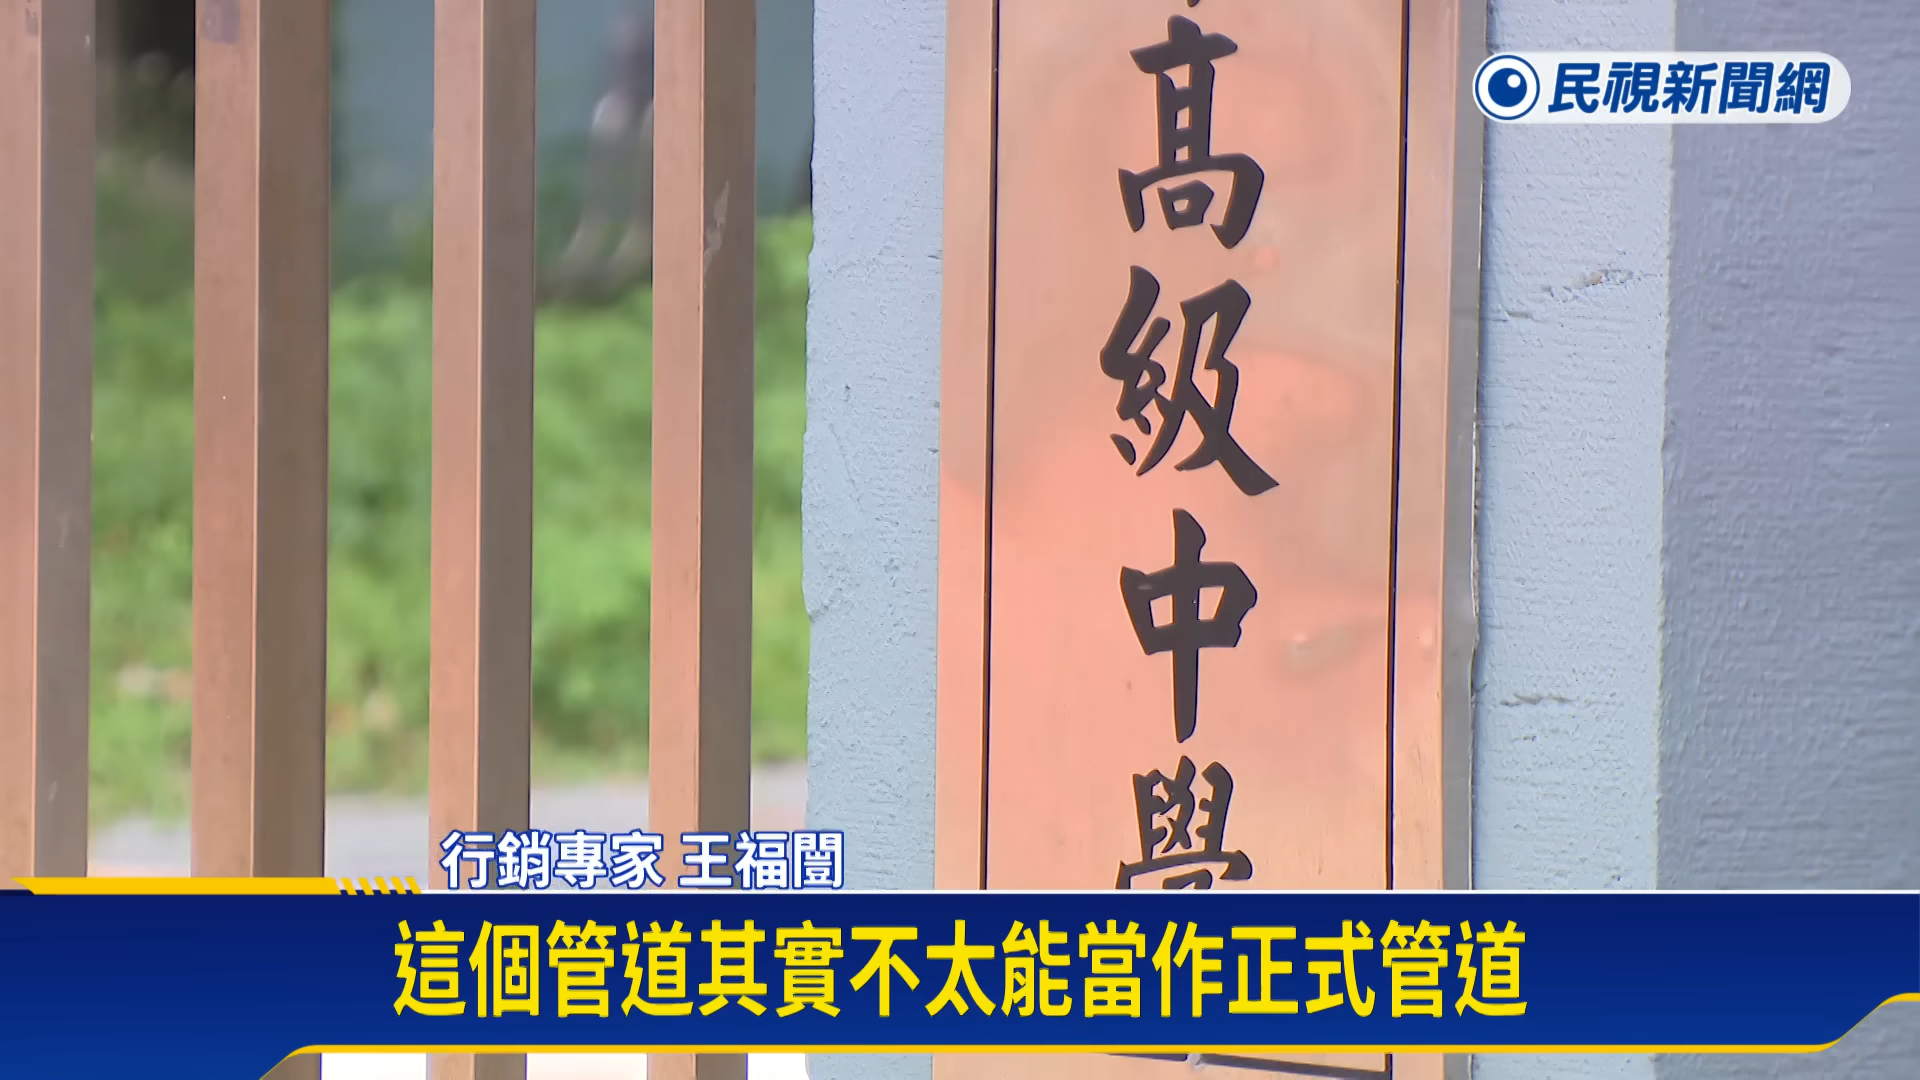 民視新聞網
高級中學
行銷專家 王福闓
這個管道其實不太能當作正式管道